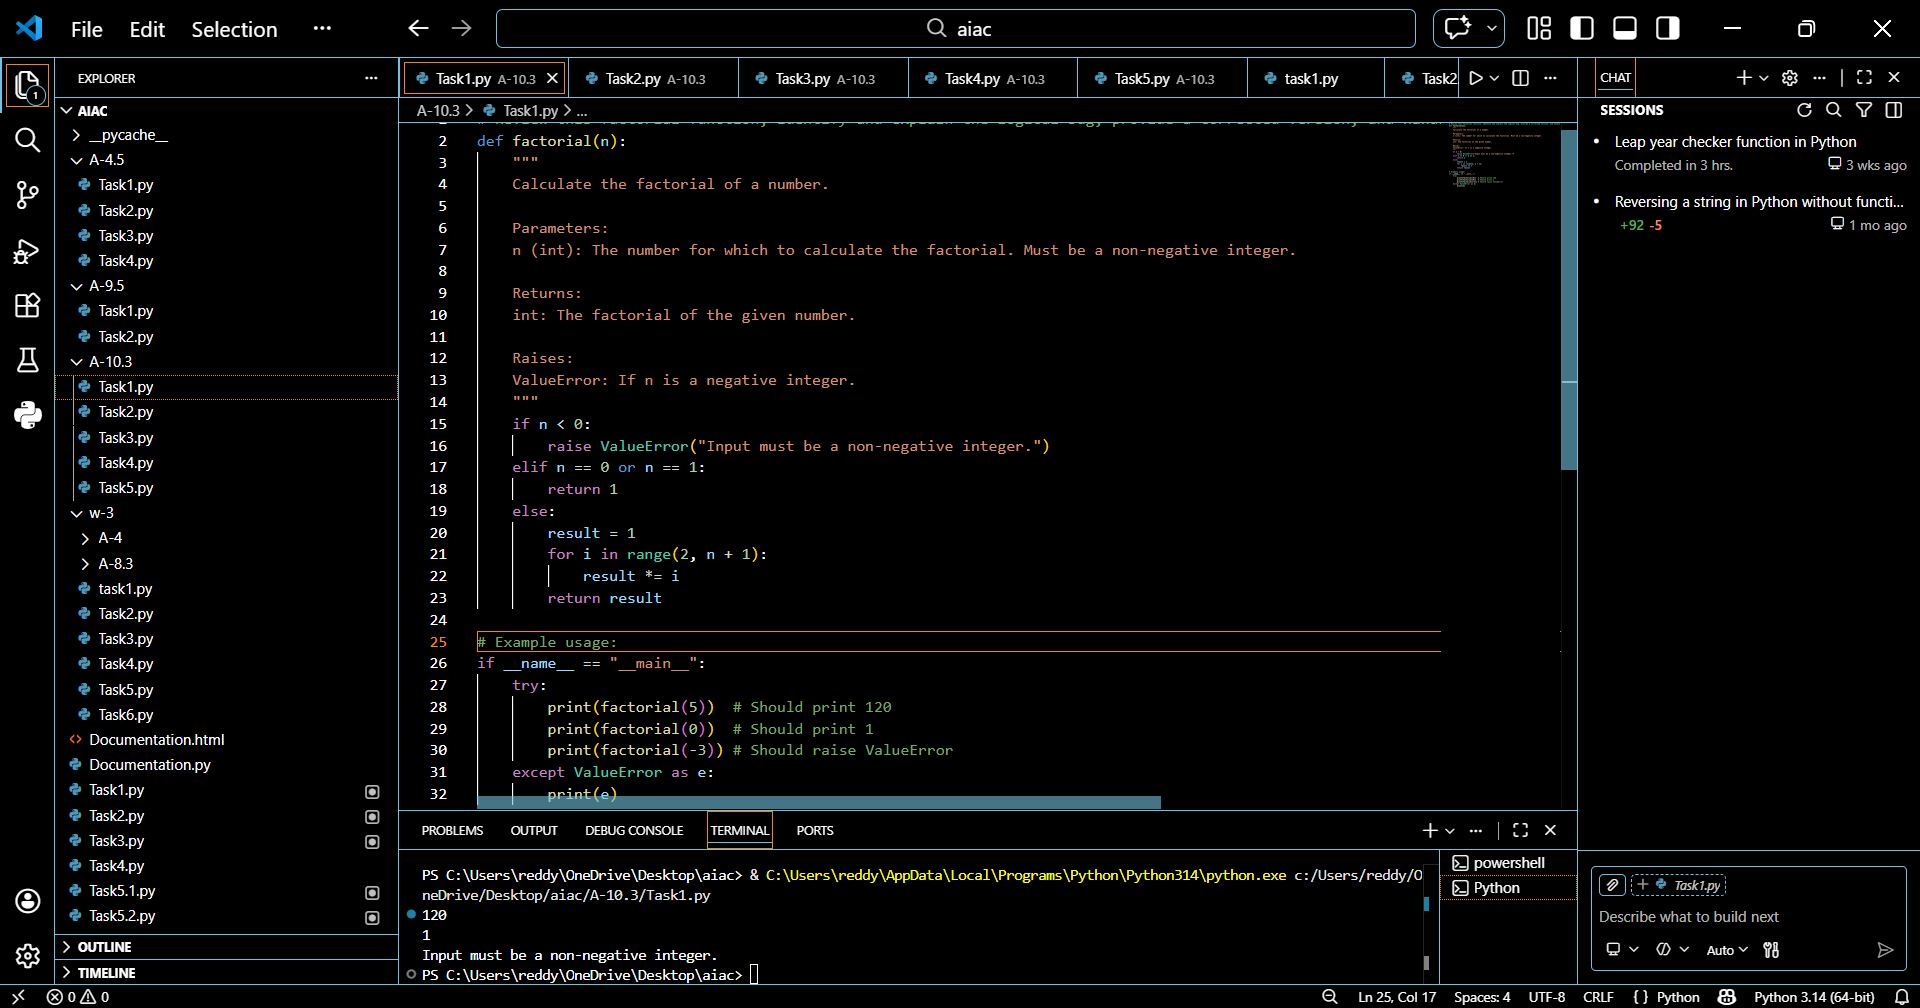 File Edit Selection ···
aiac
EXPLORER ···
1
AIAC
__pycache__
A-4.5
Task1.py
Task2.py
Task3.py
Task4.py
A-9.5
Task1.py
Task2.py
A-10.3
Task1.py
Task2.py
Task3.py
Task4.py
Task5.py
w-3
A-4
A-8.3
task1.py
Task2.py
Task3.py
Task4.py
Task5.py
Task6.py
Documentation.html
Documentation.py
Task1.py
Task2.py
Task3.py
Task4.py
Task5.1.py
Task5.2.py
OUTLINE
TIMELINE
Task1.py A-10.3 Task2.py A-10.3 Task3.py A-10.3 Task4.py A-10.3 Task5.py A-10.3 task1.py Task2 ···
A-10.3 > Task1.py > ...
2 def factorial(n):
3 """
4 Calculate the factorial of a number.
5
6 Parameters:
7 n (int): The number for which to calculate the factorial. Must be a non-negative integer.
8
9 Returns:
10 int: The factorial of the given number.
11
12 Raises:
13 ValueError: If n is a negative integer.
14 """
15 if n < 0:
16 raise ValueError("Input must be a non-negative integer.")
17 elif n == 0 or n == 1:
18 return 1
19 else:
20 result = 1
21 for i in range(2, n + 1):
22 result *= i
23 return result
24
25 # Example usage:
26 if __name__ == "__main__":
27 try:
28 print(factorial(5)) # Should print 120
29 print(factorial(0)) # Should print 1
30 print(factorial(-3)) # Should raise ValueError
31 except ValueError as e:
32 print(e)
PROBLEMS OUTPUT DEBUG CONSOLE TERMINAL PORTS
PS C:\Users\reddy\OneDrive\Desktop\aiac> & C:\Users\reddy\AppData\Local\Programs\Python\Python314\python.exe c:/Users/reddy/O
neDrive/Desktop/aiac/A-10.3/Task1.py
120
1
Input must be a non-negative integer.
PS C:\Users\reddy\OneDrive\Desktop\aiac>
powershell
Python
CHAT
SESSIONS
Leap year checker function in Python
Completed in 3 hrs. 3 wks ago
Reversing a string in Python without functi...
+92 -5 1 mo ago
Task1.py
Describe what to build next
Auto
0 0 Ln 25, Col 17 Spaces: 4 UTF-8 CRLF {} Python Python 3.14 (64-bit)